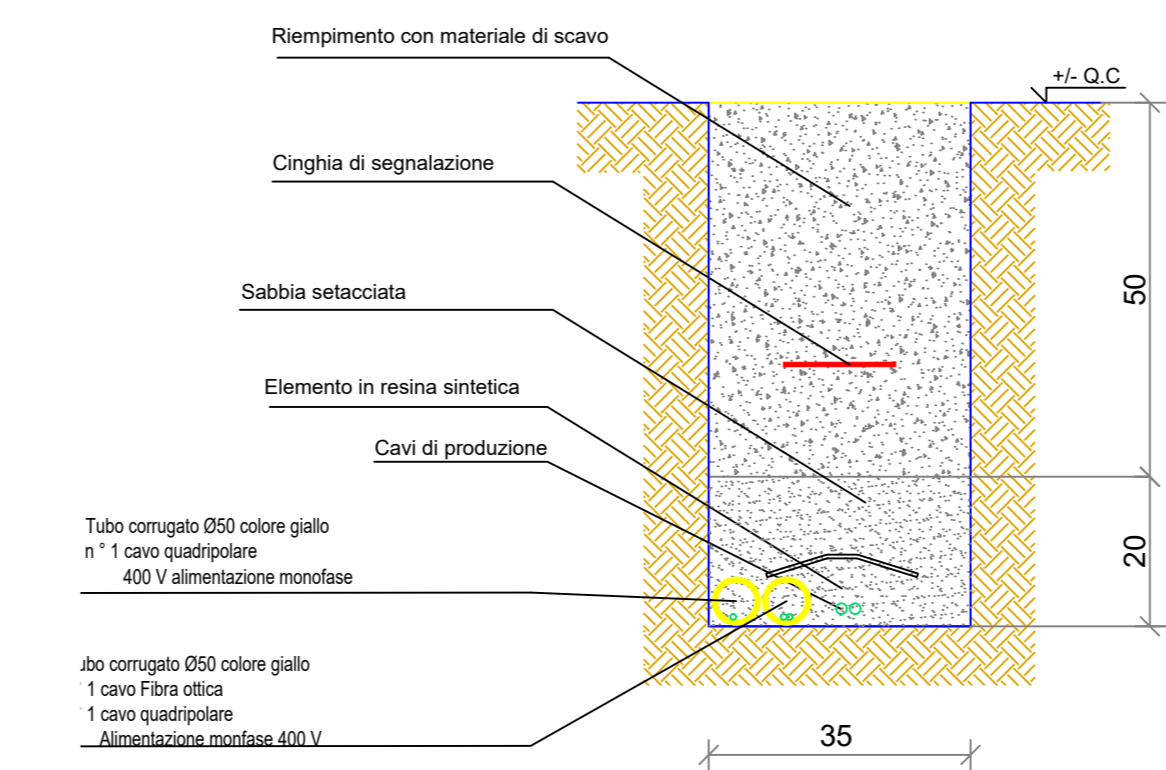 Riempimento con materiale di scavo
+/- Q.C
Cinghia di segnalazione
50
Sabbia setacciata
Elemento in resina sintetica
Cavi di produzione
Tubo corrugato Ø50 colore giallo
n ° 1 cavo quadripolare
400 V alimentazione monofase
20
corrugato Ø50 colore giallo
1 cavo Fibra ottica
1 cavo quadripolare
Alimentazione monfase 400 V
35